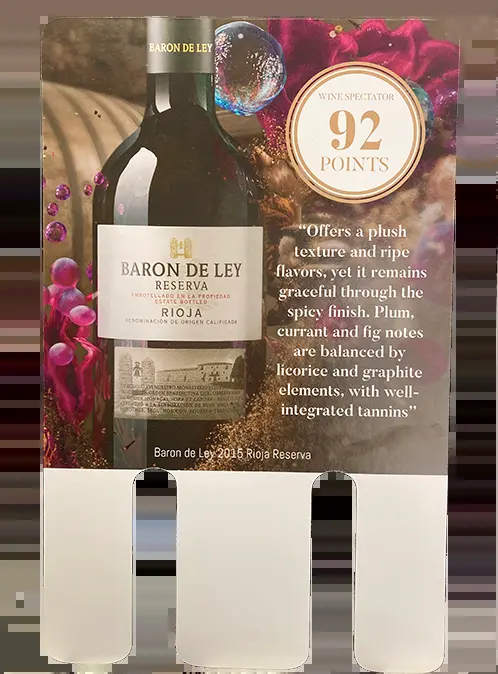 BARON DE LEY
WINE SPECTATOR
92
POINTS
“Offers a plush
texture and ripe
flavors, yet it remains
graceful through the
spicy finish. Plum,
currant and fig notes
are balanced by
licorice and graphite
elements, with well-
integrated tannins”
BARON DE LEY
RESERVA
EMBOTELLADO EN LA PROPIEDAD
ESTATE BOTTLED
RIOJA
DENOMINACIÓN DE ORIGEN CALIFICADA
Baron de Ley 2015 Rioja Reserva